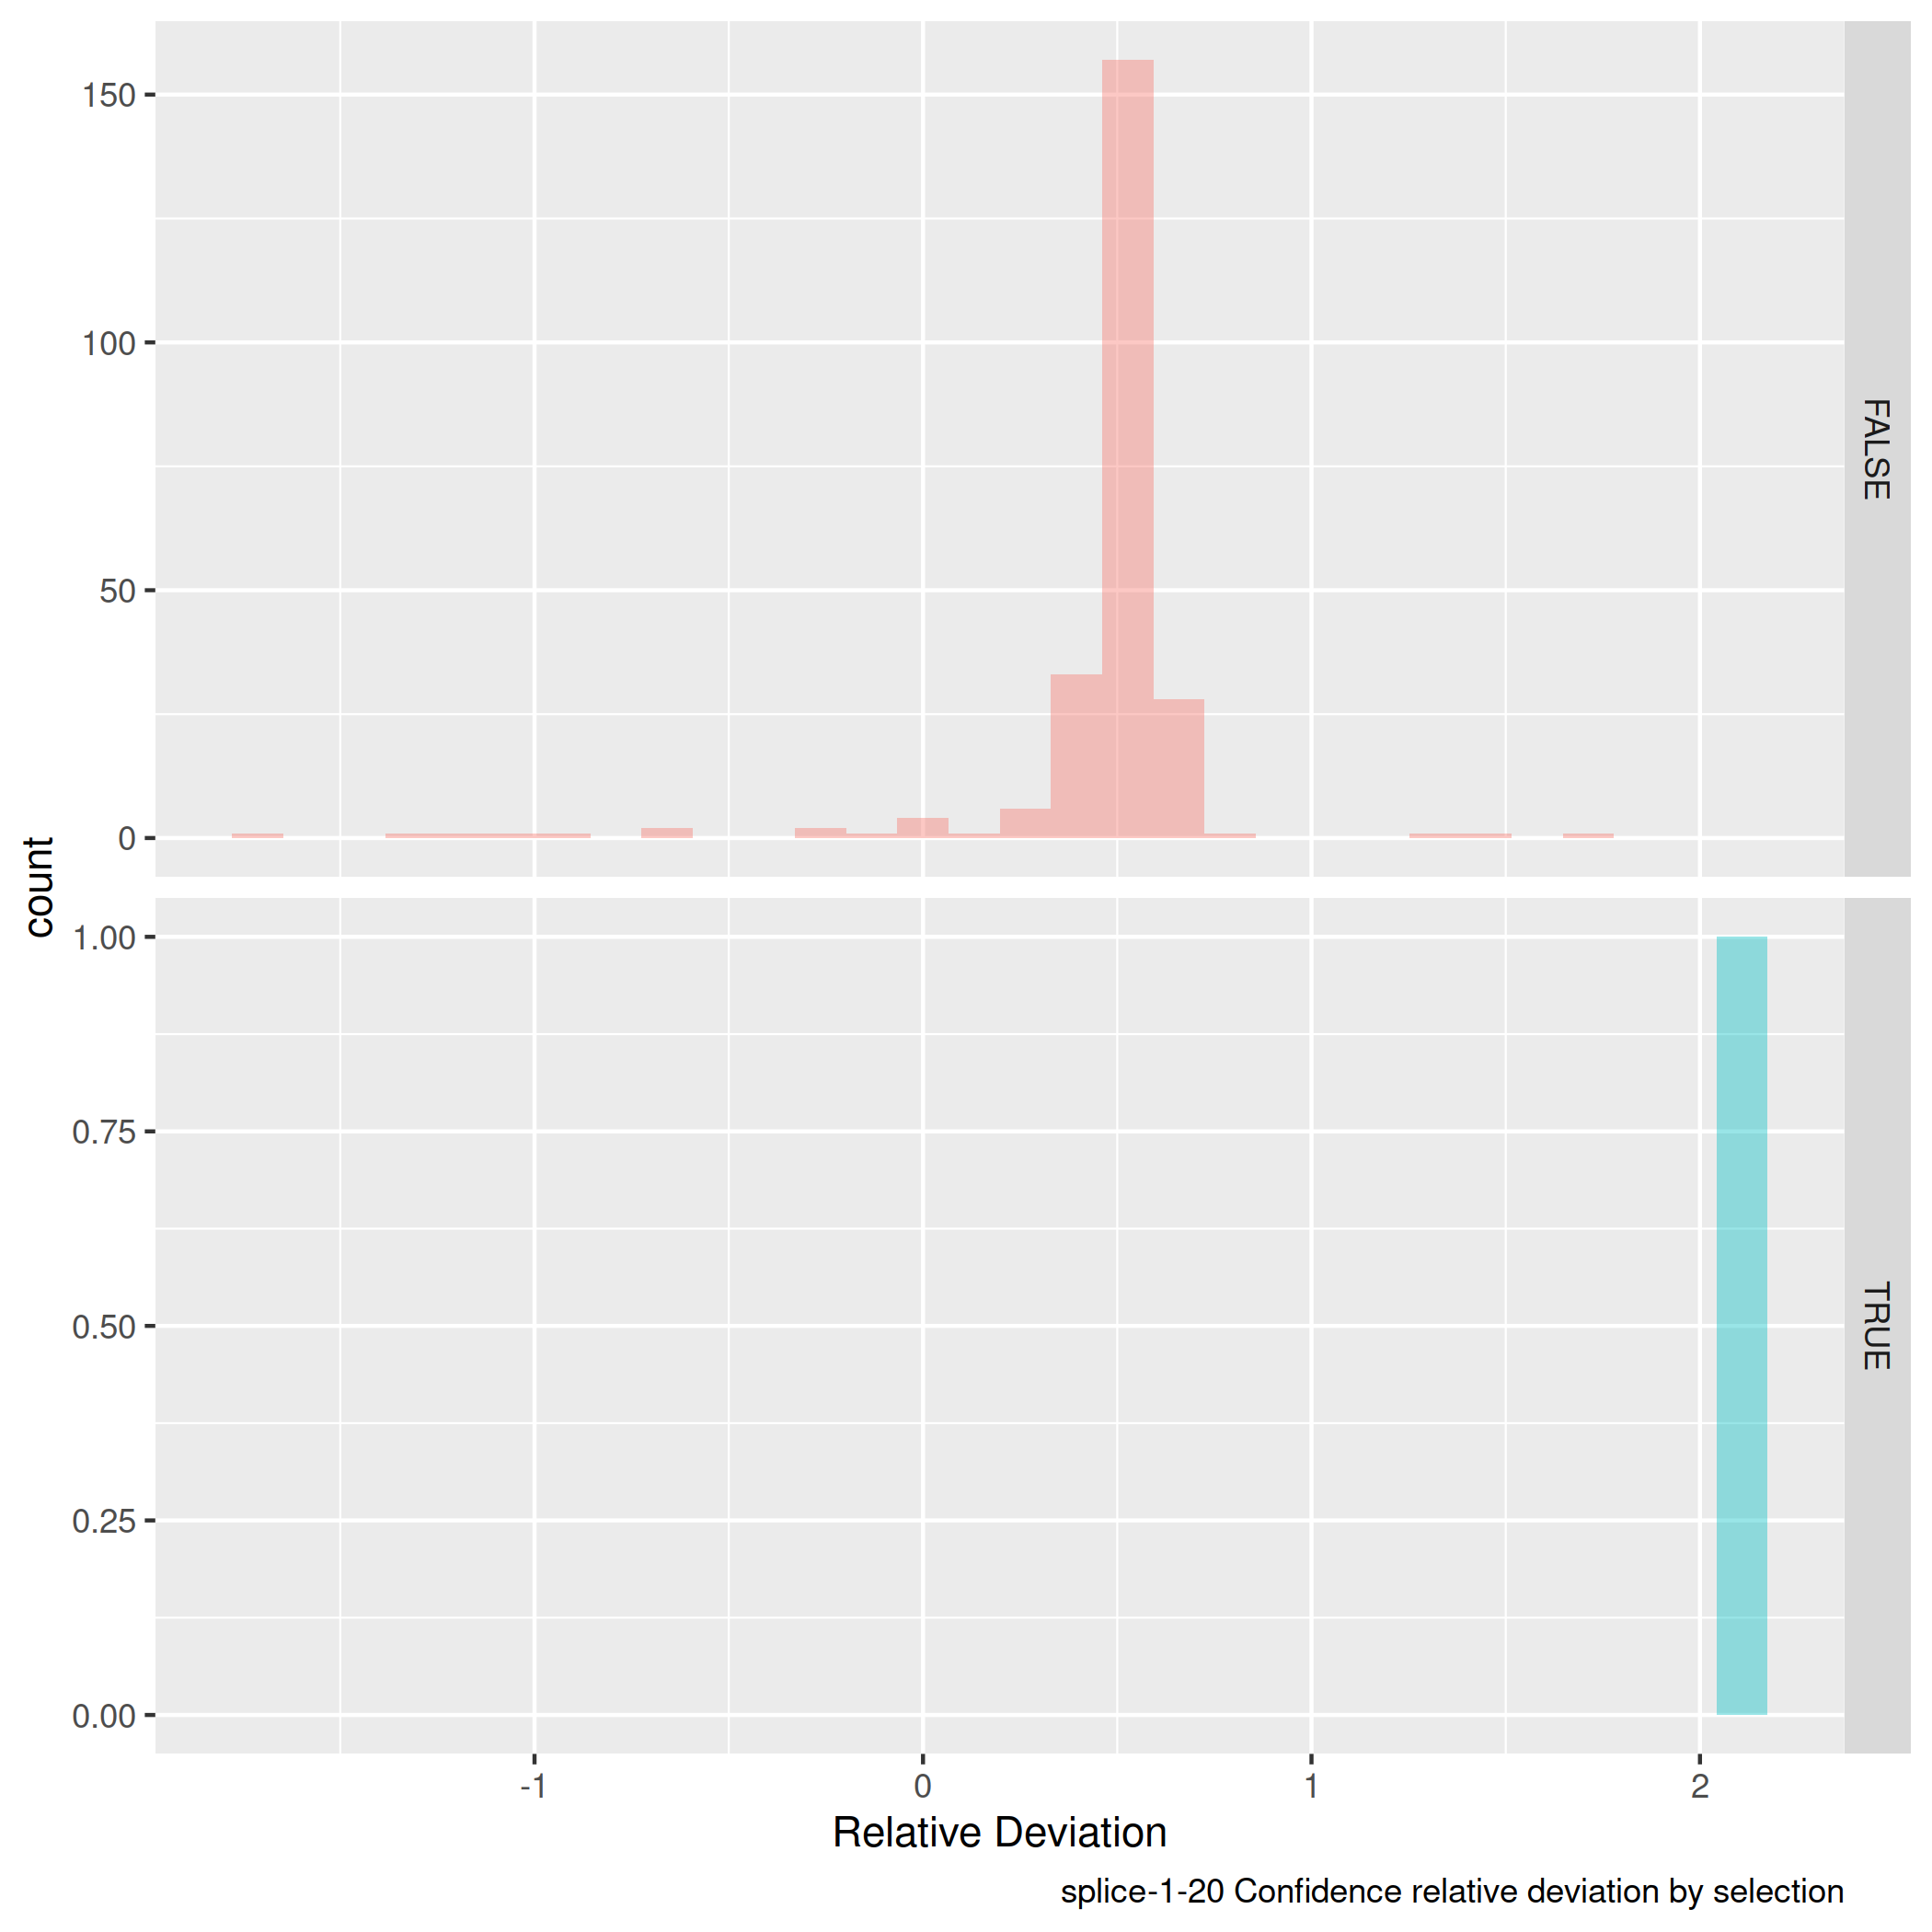 150
100
50
0
FALSE
count
1.00
0.75
0.50
0.25
0.00
TRUE
-1 0 1 2
Relative Deviation
splice-1-20 Confidence relative deviation by selection